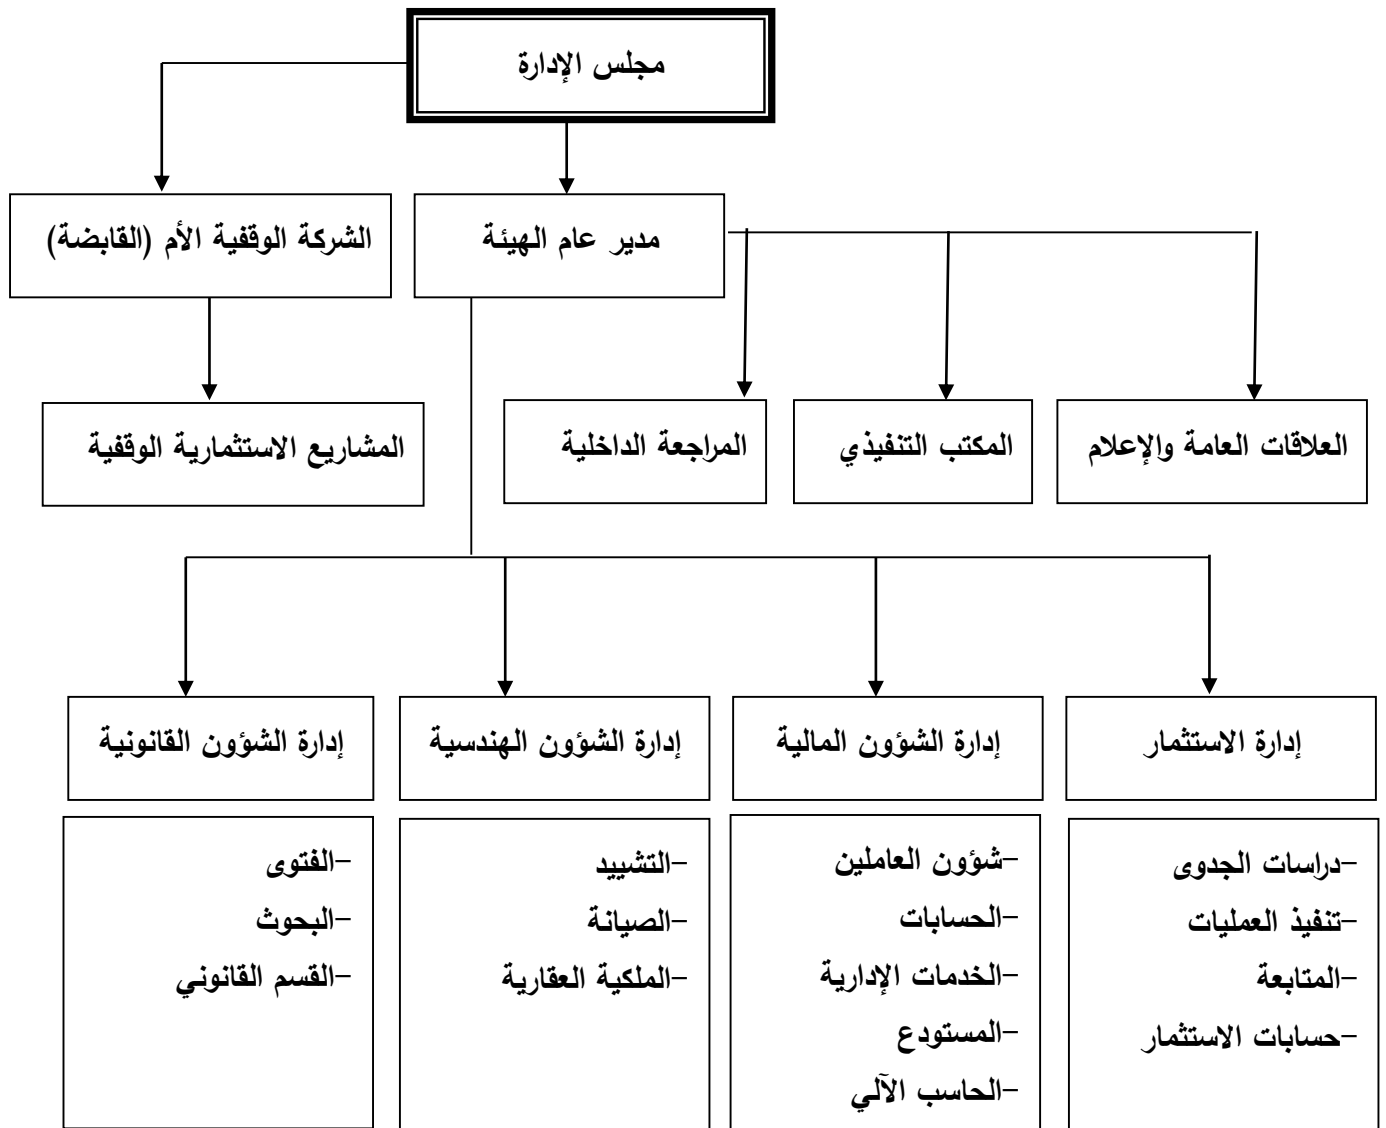 مجلس الإدارة
مدير عام الهيئة
الشركة الوقفية الأم (القابضة)
العلاقات العامة والإعلام
المكتب التنفيذي
المراجعة الداخلية
المشاريع الاستثمارية الوقفية
إدارة الاستثمار
إدارة الشؤون المالية
إدارة الشؤون الهندسية
إدارة الشؤون القانونية
-دراسات الجدوى
-تنفيذ العمليات
-المتابعة
-حسابات الاستثمار
-شؤون العاملين
-الحسابات
-الخدمات الإدارية
-المستودع
-الحاسب الآلي
-التشييد
-الصيانة
-الملكية العقارية
-الفتوى
-البحوث
-القسم القانوني